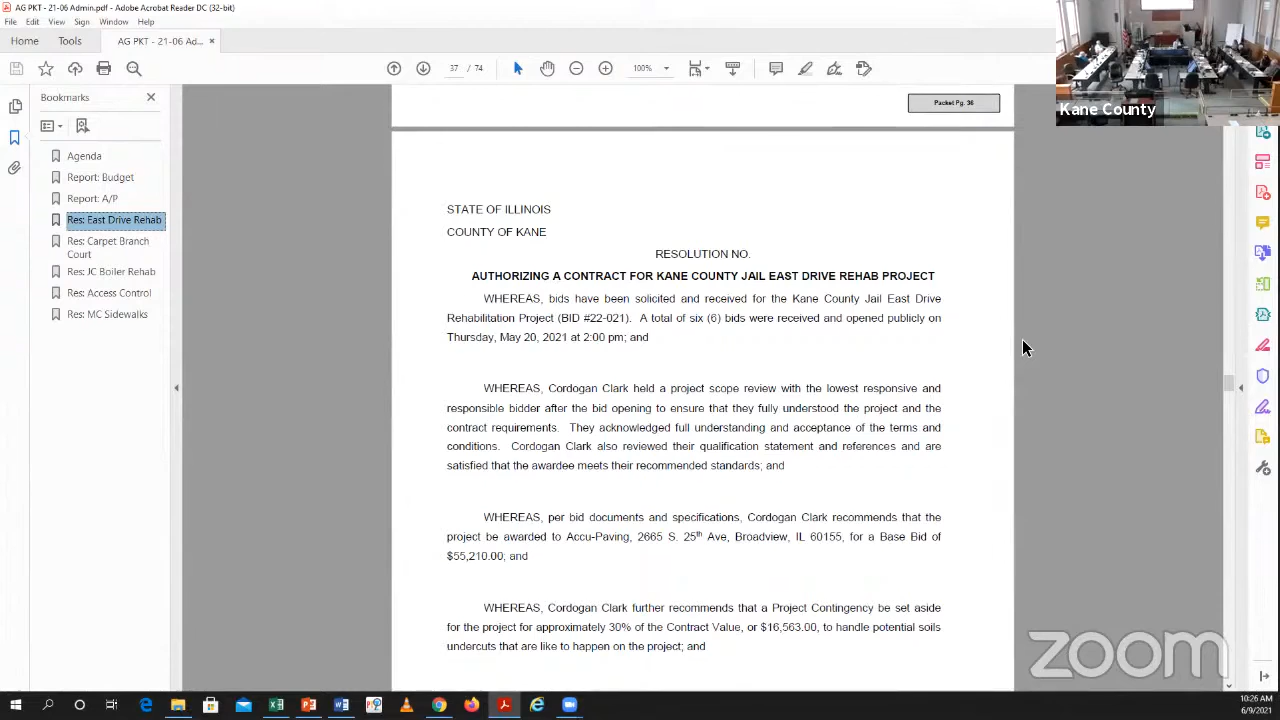 AG PKT - 21-06 Admin.pdf - Adobe Acrobat Reader DC (32-bit)
File Edit View Sign Window Help
Home Tools AG PKT - 21-06 Ad... ×
37 / 74 100%
Bookmarks
Agenda
Report: Budget
Report: A/P
Res: East Drive Rehab
Res: Carpet Branch
Court
Res: JC Boiler Rehab
Res: Access Control
Res: MC Sidewalks
Packet Pg. 36
STATE OF ILLINOIS
COUNTY OF KANE
RESOLUTION NO.
AUTHORIZING A CONTRACT FOR KANE COUNTY JAIL EAST DRIVE REHAB PROJECT
WHEREAS, bids have been solicited and received for the Kane County Jail East Drive
Rehabilitation Project (BID #22-021). A total of six (6) bids were received and opened publicly on
Thursday, May 20, 2021 at 2:00 pm; and
WHEREAS, Cordogan Clark held a project scope review with the lowest responsive and
responsible bidder after the bid opening to ensure that they fully understood the project and the
contract requirements. They acknowledged full understanding and acceptance of the terms and
conditions. Cordogan Clark also reviewed their qualification statement and references and are
satisfied that the awardee meets their recommended standards; and
WHEREAS, per bid documents and specifications, Cordogan Clark recommends that the
project be awarded to Accu-Paving, 2665 S. 25th Ave, Broadview, IL 60155, for a Base Bid of
$55,210.00; and
WHEREAS, Cordogan Clark further recommends that a Project Contingency be set aside
for the project for approximately 30% of the Contract Value, or $16,563.00, to handle potential soils
undercuts that are like to happen on the project; and
Kane County
zoom
10:26 AM
6/9/2021